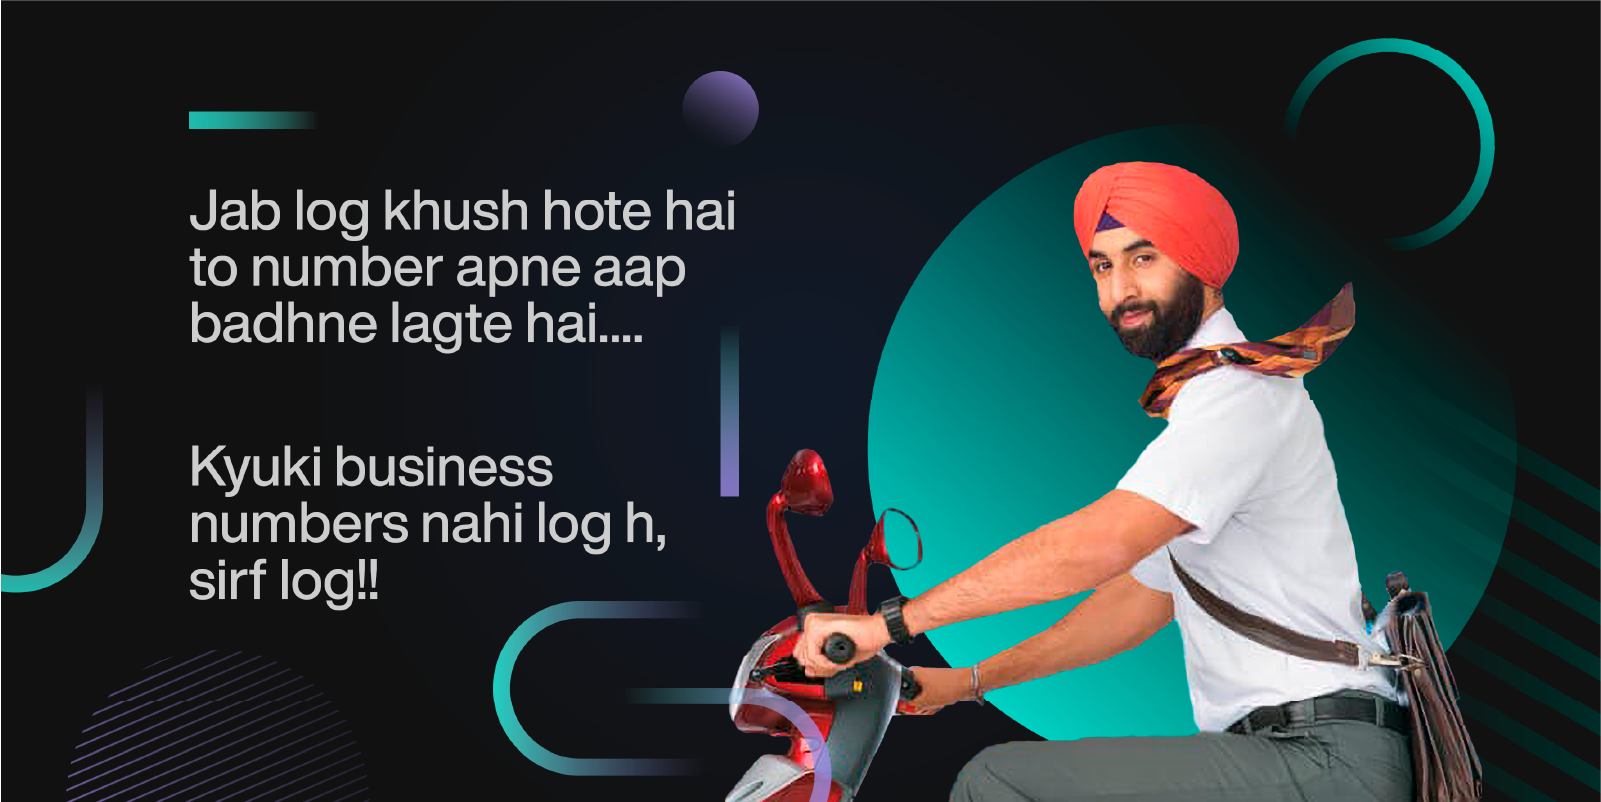 Jab log khush hote hai
to number apne aap
badhne lagte hai....
Kyuki business
numbers nahi log h,
sirf log!!